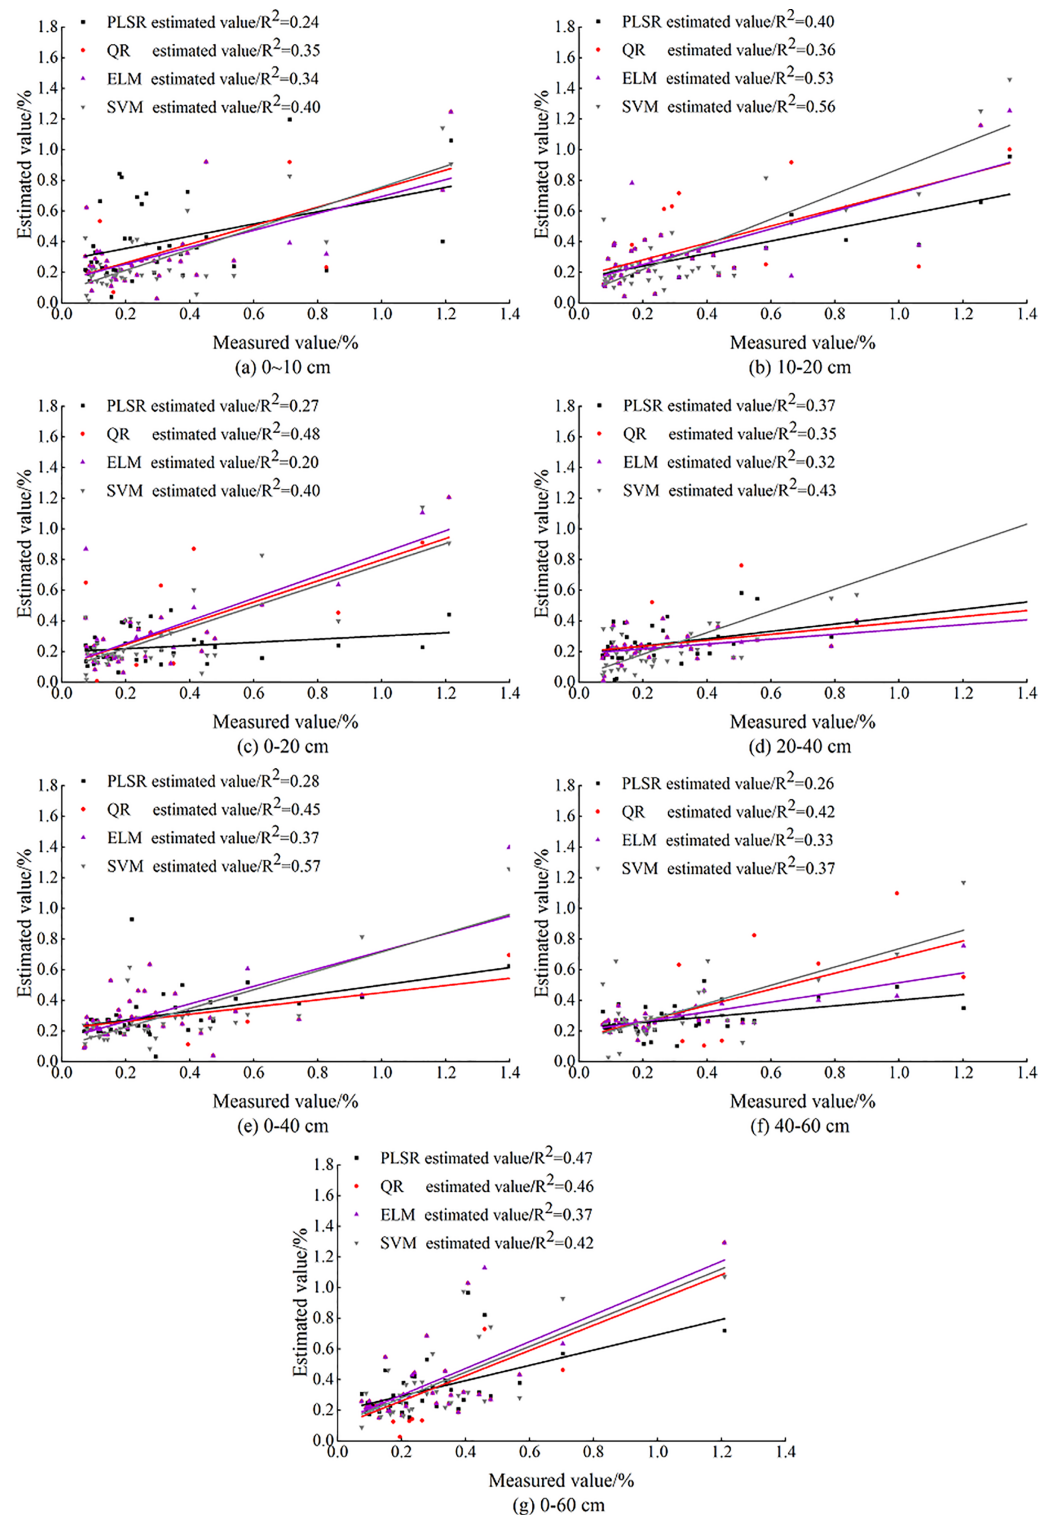 PLSR estimated value/R²=0.24
QR estimated value/R²=0.35
ELM estimated value/R²=0.34
SVM estimated value/R²=0.40
1.8
1.6
1.4
1.2
1.0
0.8
0.6
0.4
0.2
0.0
Estimated value/%
0.0 0.2 0.4 0.6 0.8 1.0 1.2 1.4
Measured value/%
(a) 0~10 cm
PLSR estimated value/R²=0.40
QR estimated value/R²=0.36
ELM estimated value/R²=0.53
SVM estimated value/R²=0.56
1.8
1.6
1.4
1.2
1.0
0.8
0.6
0.4
0.2
0.0
Estimated value/%
0.0 0.2 0.4 0.6 0.8 1.0 1.2 1.4
Measured value/%
(b) 10-20 cm
PLSR estimated value/R²=0.27
QR estimated value/R²=0.48
ELM estimated value/R²=0.20
SVM estimated value/R²=0.40
1.8
1.6
1.4
1.2
1.0
0.8
0.6
0.4
0.2
0.0
Estimated value/%
0.0 0.2 0.4 0.6 0.8 1.0 1.2 1.4
Measured value/%
(c) 0-20 cm
PLSR estimated value/R²=0.37
QR estimated value/R²=0.35
ELM estimated value/R²=0.32
SVM estimated value/R²=0.43
1.8
1.6
1.4
1.2
1.0
0.8
0.6
0.4
0.2
0.0
Estimated value/%
0.0 0.2 0.4 0.6 0.8 1.0 1.2 1.4
Measured value/%
(d) 20-40 cm
PLSR estimated value/R²=0.28
QR estimated value/R²=0.45
ELM estimated value/R²=0.37
SVM estimated value/R²=0.57
1.8
1.6
1.4
1.2
1.0
0.8
0.6
0.4
0.2
0.0
Estimated value/%
0.0 0.2 0.4 0.6 0.8 1.0 1.2 1.4
Measured value/%
(e) 0-40 cm
PLSR estimated value/R²=0.26
QR estimated value/R²=0.42
ELM estimated value/R²=0.33
SVM estimated value/R²=0.37
1.8
1.6
1.4
1.2
1.0
0.8
0.6
0.4
0.2
0.0
Estimated value/%
0.0 0.2 0.4 0.6 0.8 1.0 1.2 1.4
Measured value/%
(f) 40-60 cm
PLSR estimated value/R²=0.47
QR estimated value/R²=0.46
ELM estimated value/R²=0.37
SVM estimated value/R²=0.42
1.8
1.6
1.4
1.2
1.0
0.8
0.6
0.4
0.2
0.0
Estimated value/%
0.0 0.2 0.4 0.6 0.8 1.0 1.2 1.4
Measured value/%
(g) 0-60 cm